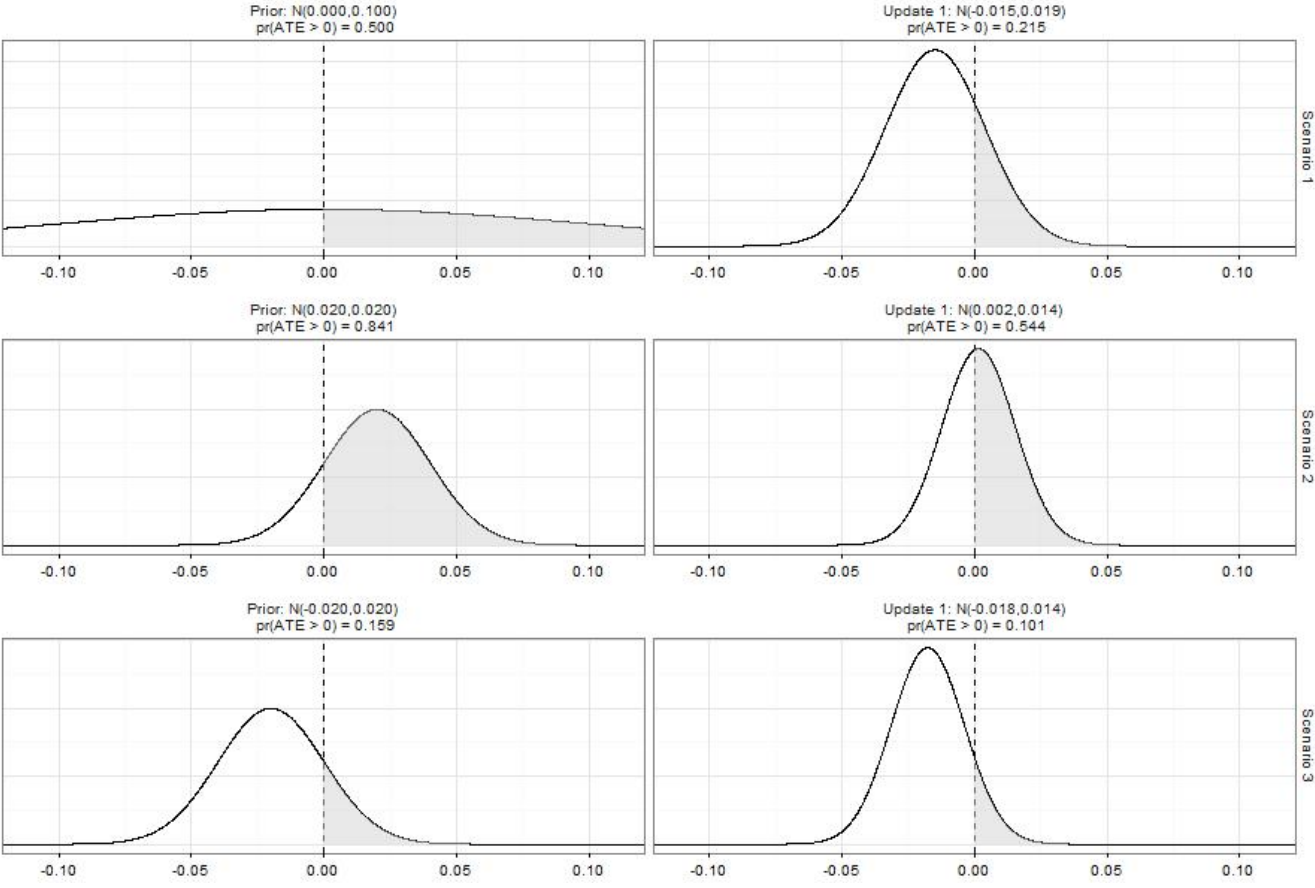 Prior: N(0.000,0.100)
pr(ATE > 0) = 0.500
Update 1: N(-0.015,0.019)
pr(ATE > 0) = 0.215
Scenario 1
-0.10 -0.05 0.00 0.05 0.10
-0.10 -0.05 0.00 0.05 0.10
Prior: N(0.020,0.020)
pr(ATE > 0) = 0.841
Update 1: N(0.002,0.014)
pr(ATE > 0) = 0.544
Scenario 2
-0.10 -0.05 0.00 0.05 0.10
-0.10 -0.05 0.00 0.05 0.10
Prior: N(-0.020,0.020)
pr(ATE > 0) = 0.159
Update 1: N(-0.018,0.014)
pr(ATE > 0) = 0.101
Scenario 3
-0.10 -0.05 0.00 0.05 0.10
-0.10 -0.05 0.00 0.05 0.10